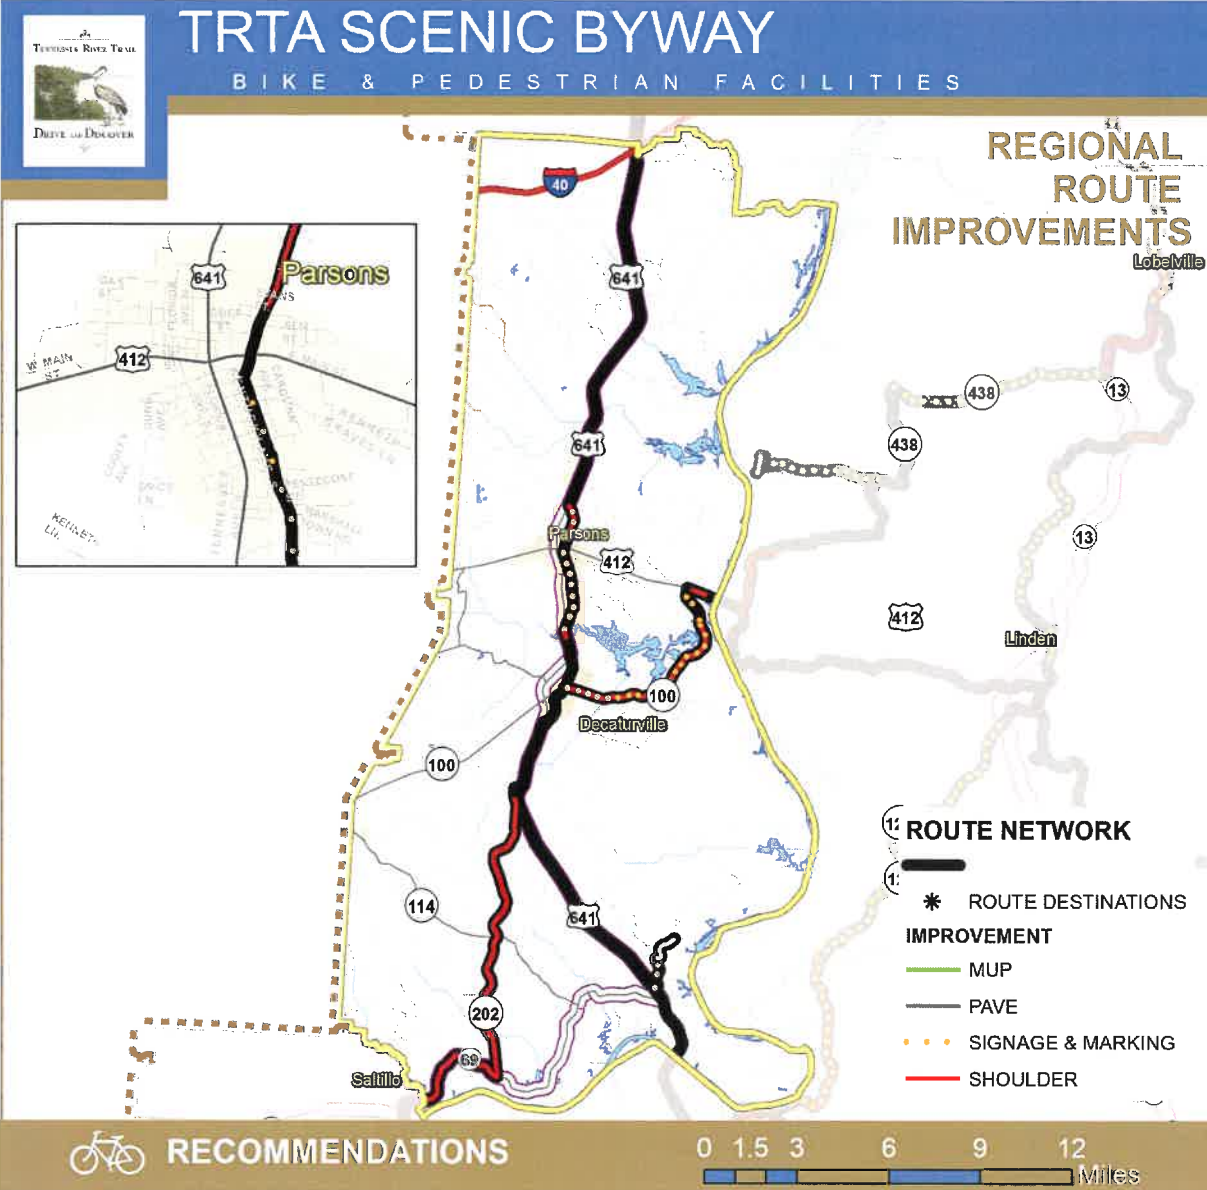 TRTA SCENIC BYWAY
BIKE & PEDESTRIAN FACILITIES
TENNESSEE RIVER TRAIL
DRIVE AND DISCOVER
REGIONAL
ROUTE
IMPROVEMENTS
Lobelville
40
641
641
Parsons
412
W MAIN
ST
KENNETH
LN.
438
13
438
641
13
Parsons
412
412
Linden
100
Decaturville
100
114
641
202
69
Saltillo
ROUTE NETWORK
ROUTE DESTINATIONS
IMPROVEMENT
MUP
PAVE
SIGNAGE & MARKING
SHOULDER
RECOMMENDATIONS
0 1.5 3 6 9 12
Miles